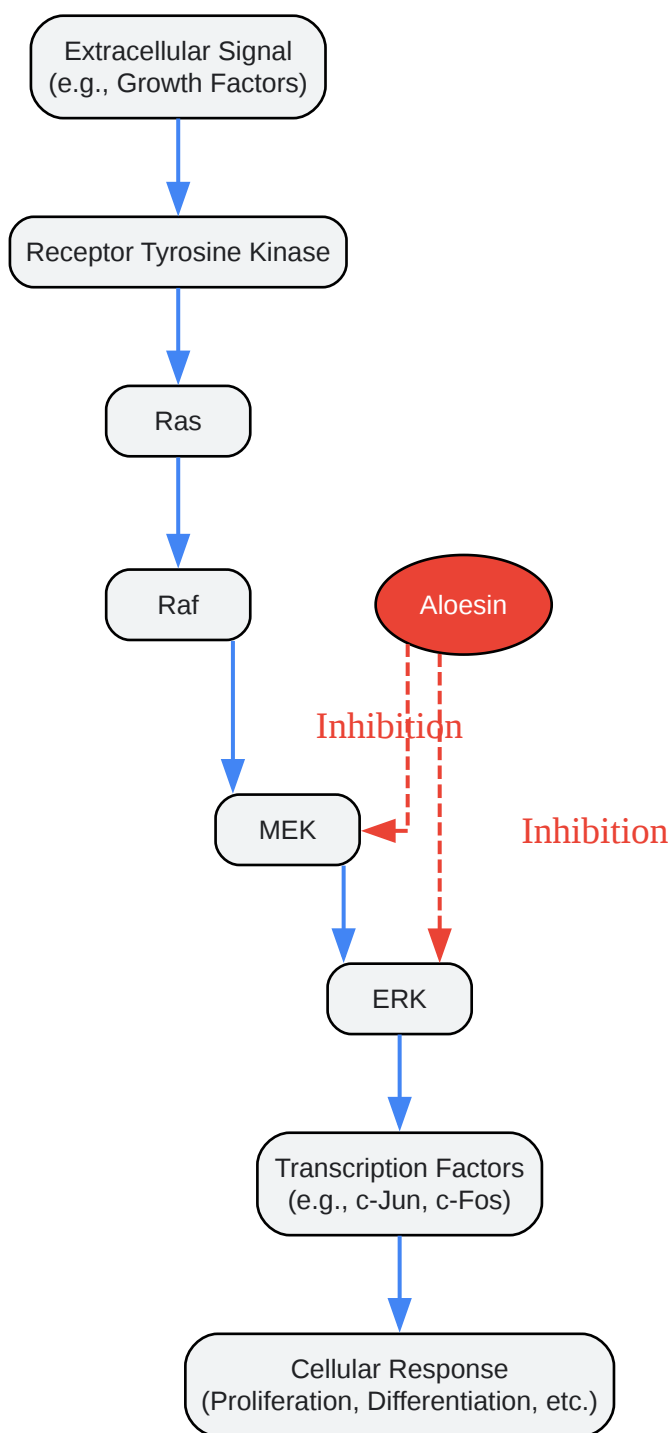 Extracellular Signal
(e.g., Growth Factors)
Receptor Tyrosine Kinase
Ras
Raf
Aloesin
Inhibition
MEK
Inhibition
ERK
Transcription Factors
(e.g., c-Jun, c-Fos)
Cellular Response
(Proliferation, Differentiation, etc.)